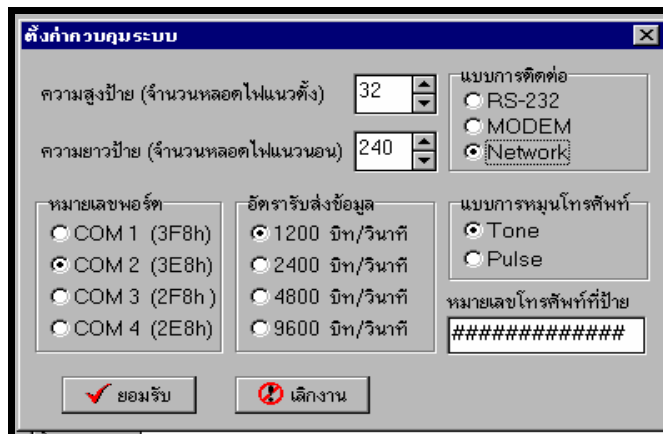 ตั้งค่าควบคุมระบบ
ความสูงป้าย (จำนวนหลอดไฟแนวตั้ง) 32
ความยาวป้าย (จำนวนหลอดไฟแนวนอน) 240
แบบการติดต่อ
RS-232
MODEM
Network
หมายเลขพอร์ต
COM 1 (3F8h)
COM 2 (3E8h)
COM 3 (2F8h)
COM 4 (2E8h)
อัตรารับส่งข้อมูล
1200 บิท/วินาที
2400 บิท/วินาที
4800 บิท/วินาที
9600 บิท/วินาที
แบบการหมุนโทรศัพท์
Tone
Pulse
หมายเลขโทรศัพท์ที่ป้าย
#############
ยอมรับ
เลิกงาน